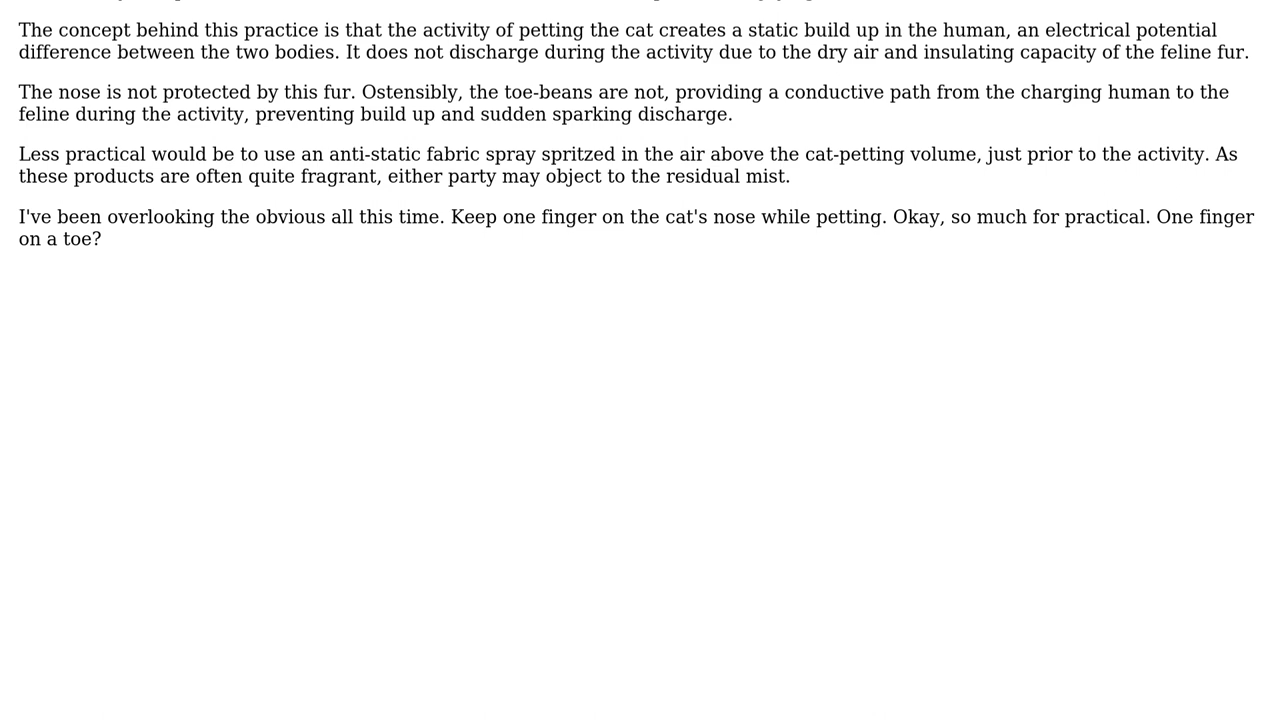 The concept behind this practice is that the activity of petting the cat creates a static build up in the human, an electrical potential
difference between the two bodies. It does not discharge during the activity due to the dry air and insulating capacity of the feline fur.
The nose is not protected by this fur. Ostensibly, the toe-beans are not, providing a conductive path from the charging human to the
feline during the activity, preventing build up and sudden sparking discharge.
Less practical would be to use an anti-static fabric spray spritzed in the air above the cat-petting volume, just prior to the activity. As
these products are often quite fragrant, either party may object to the residual mist.
I've been overlooking the obvious all this time. Keep one finger on the cat's nose while petting. Okay, so much for practical. One finger
on a toe?